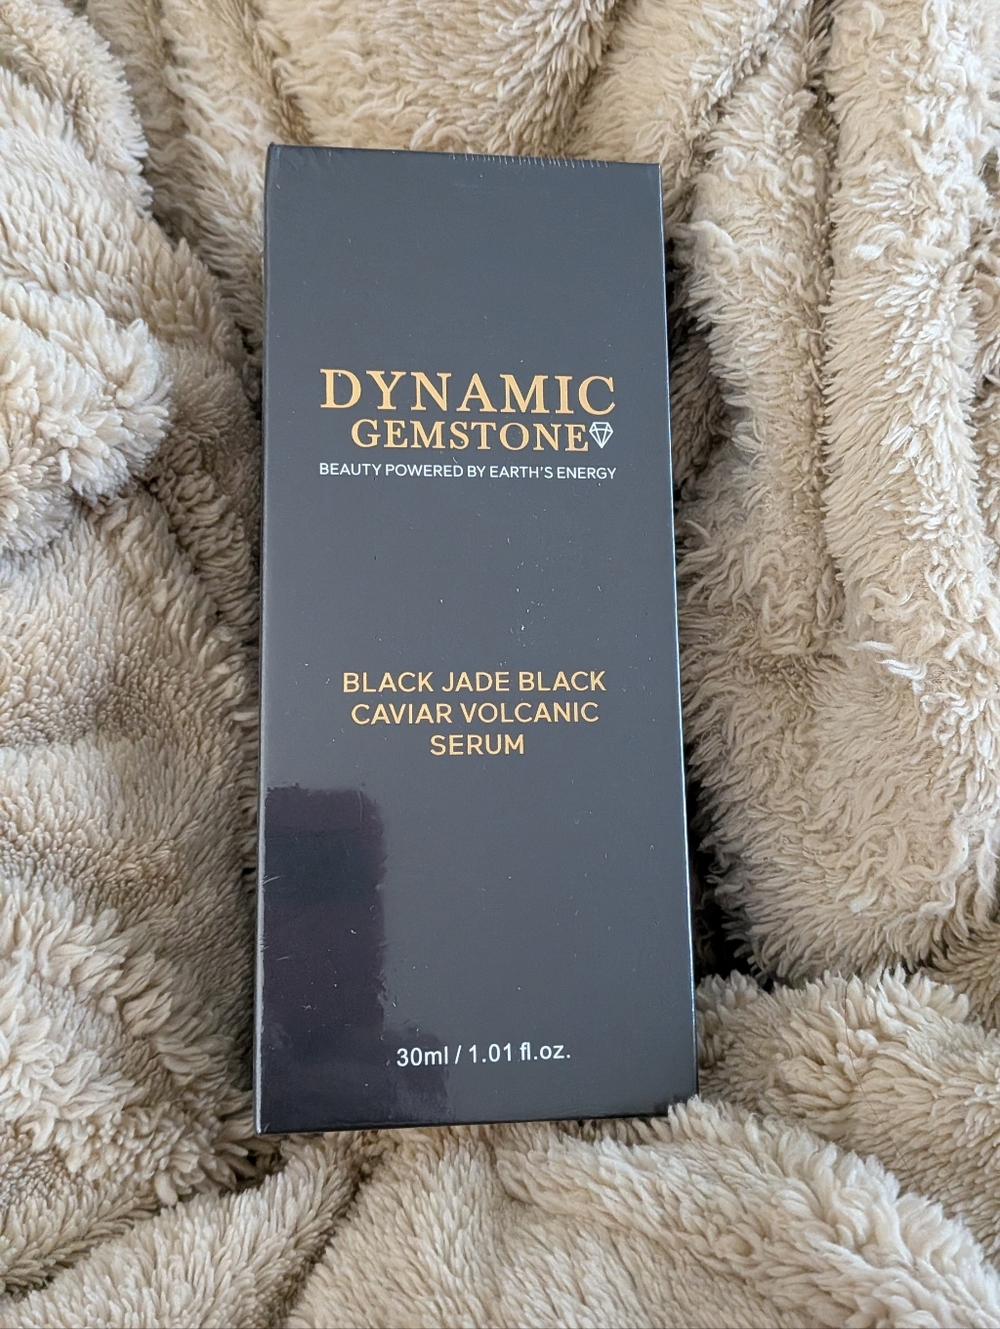 DYNAMIC
GEMSTONE
BEAUTY POWERED BY EARTH'S ENERGY
BLACK JADE BLACK
CAVIAR VOLCANIC
SERUM
30ml / 1.01 fl.oz.